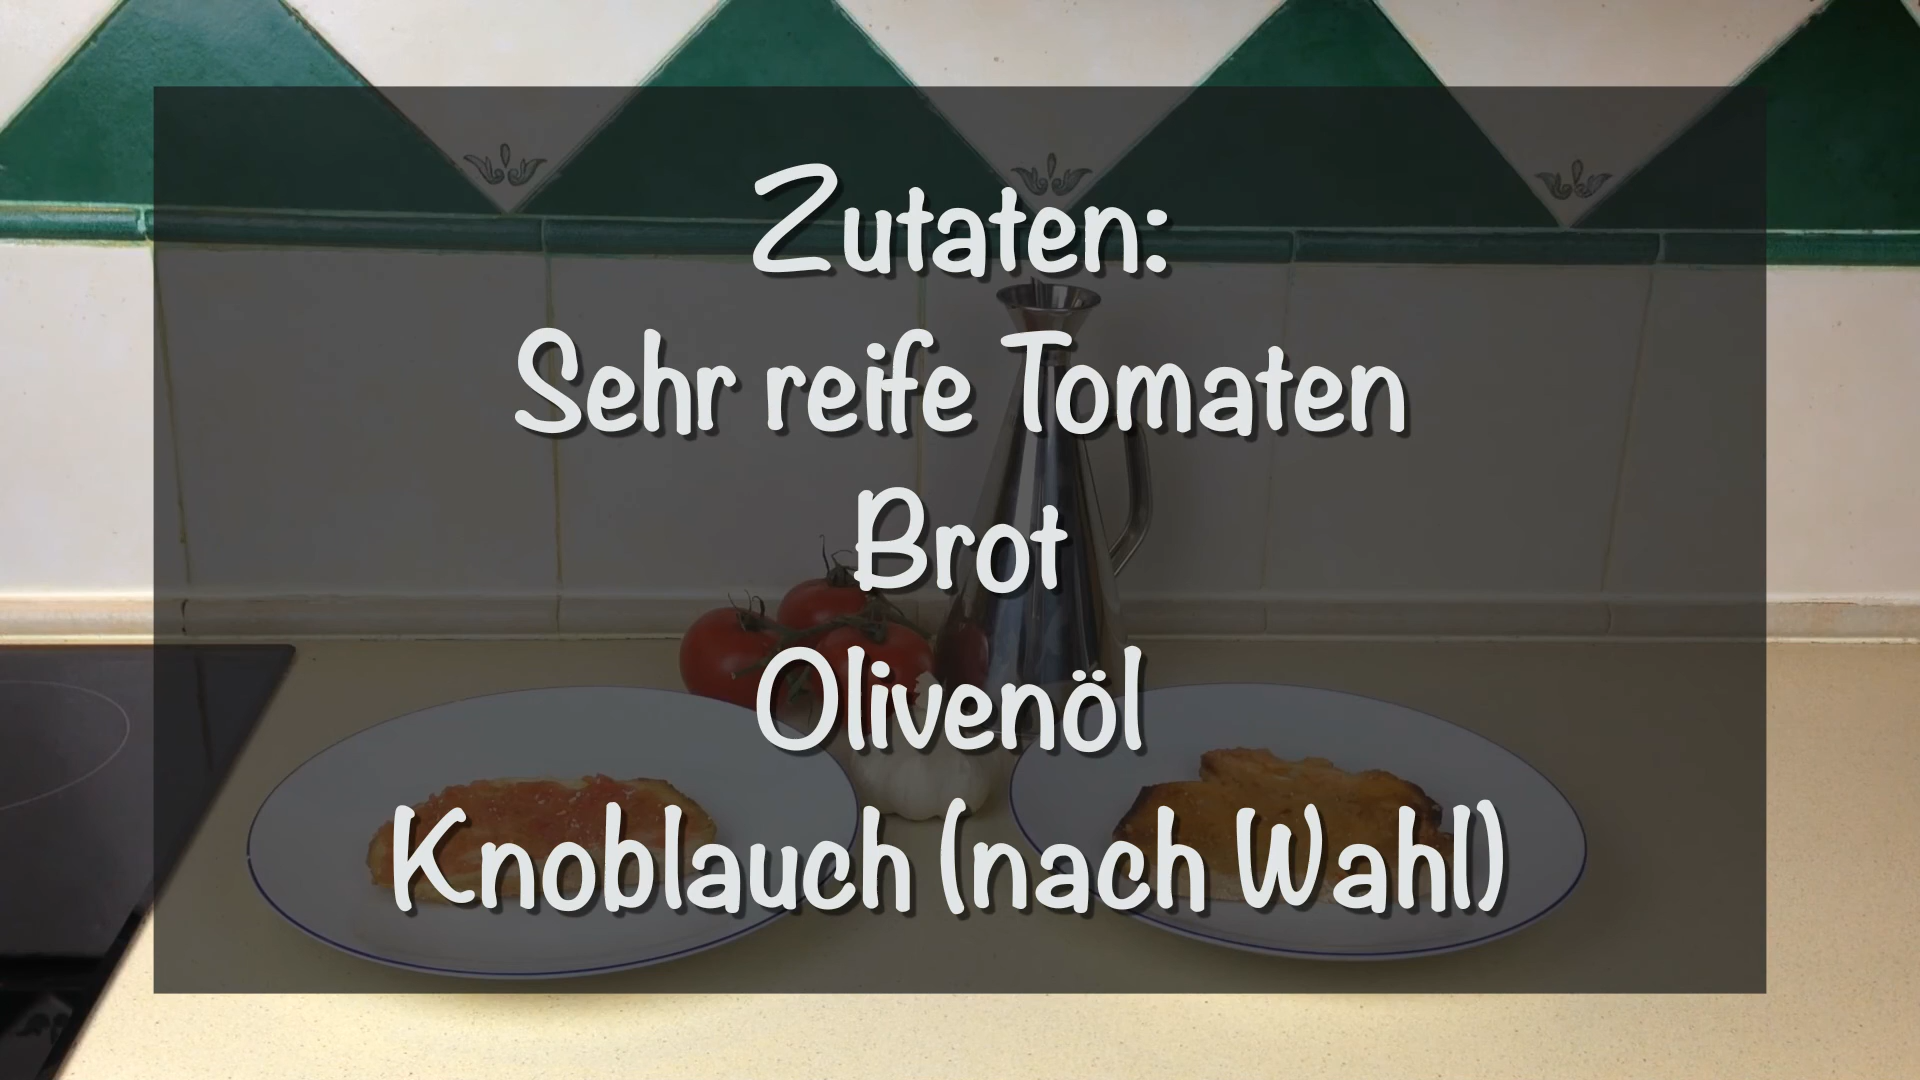 Zutaten:
Sehr reife Tomaten
Brot
Olivenöl
Knoblauch (nach Wahl)